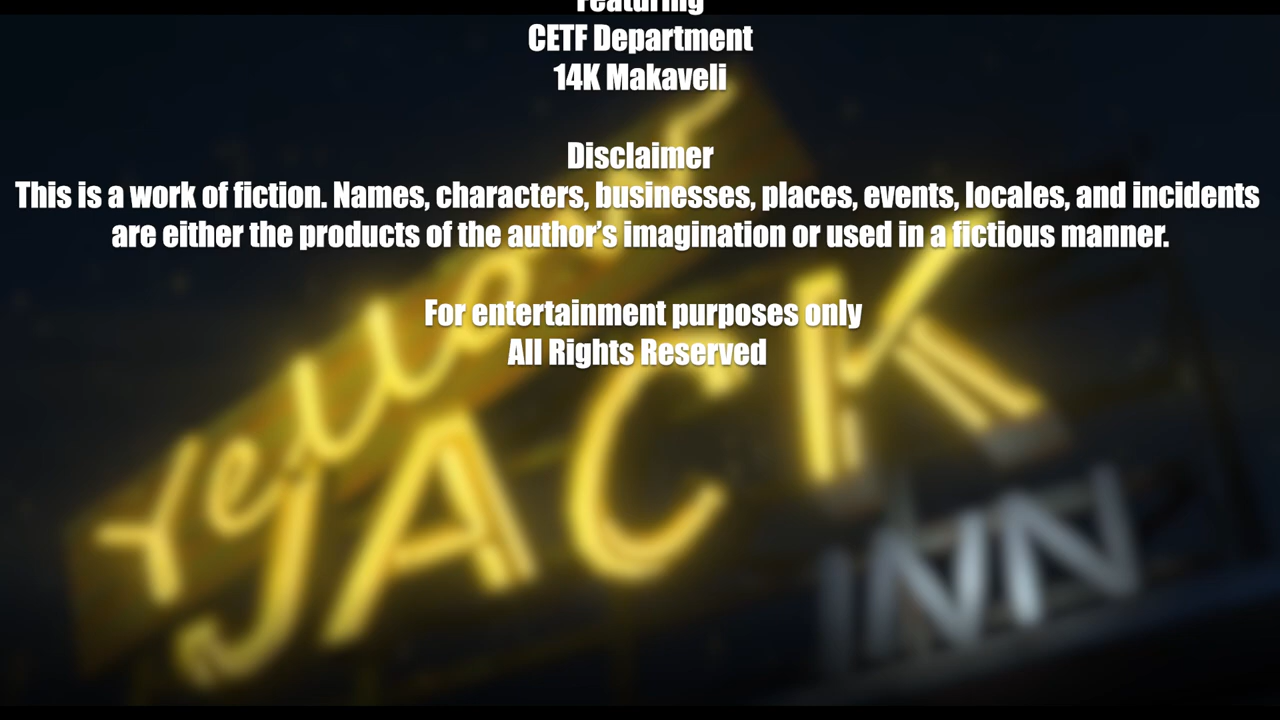 Featuring
CETF Department
14K Makaveli
Disclaimer
This is a work of fiction. Names, characters, businesses, places, events, locales, and incidents
are either the products of the author’s imagination or used in a fictious manner.
For entertainment purposes only
All Rights Reserved
Yellow
JACK
INN